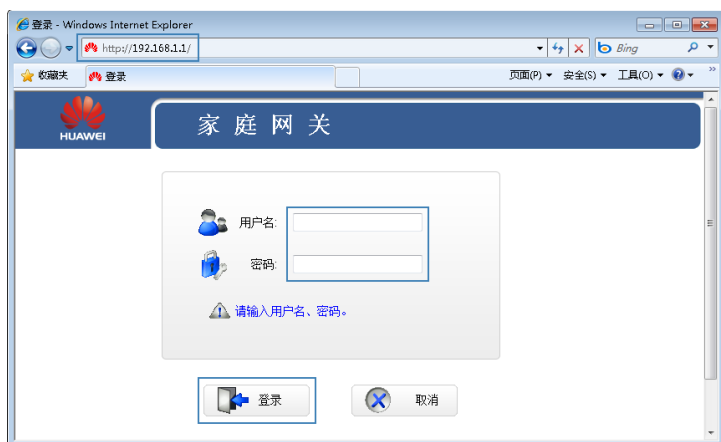 登录 - Windows Internet Explorer
http://192.168.1.1/
Bing
收藏夹
登录
页面(P)
安全(S)
工具(O)
HUAWEI
家庭网关
用户名:
密码:
请输入用户名、密码。
登录
取消